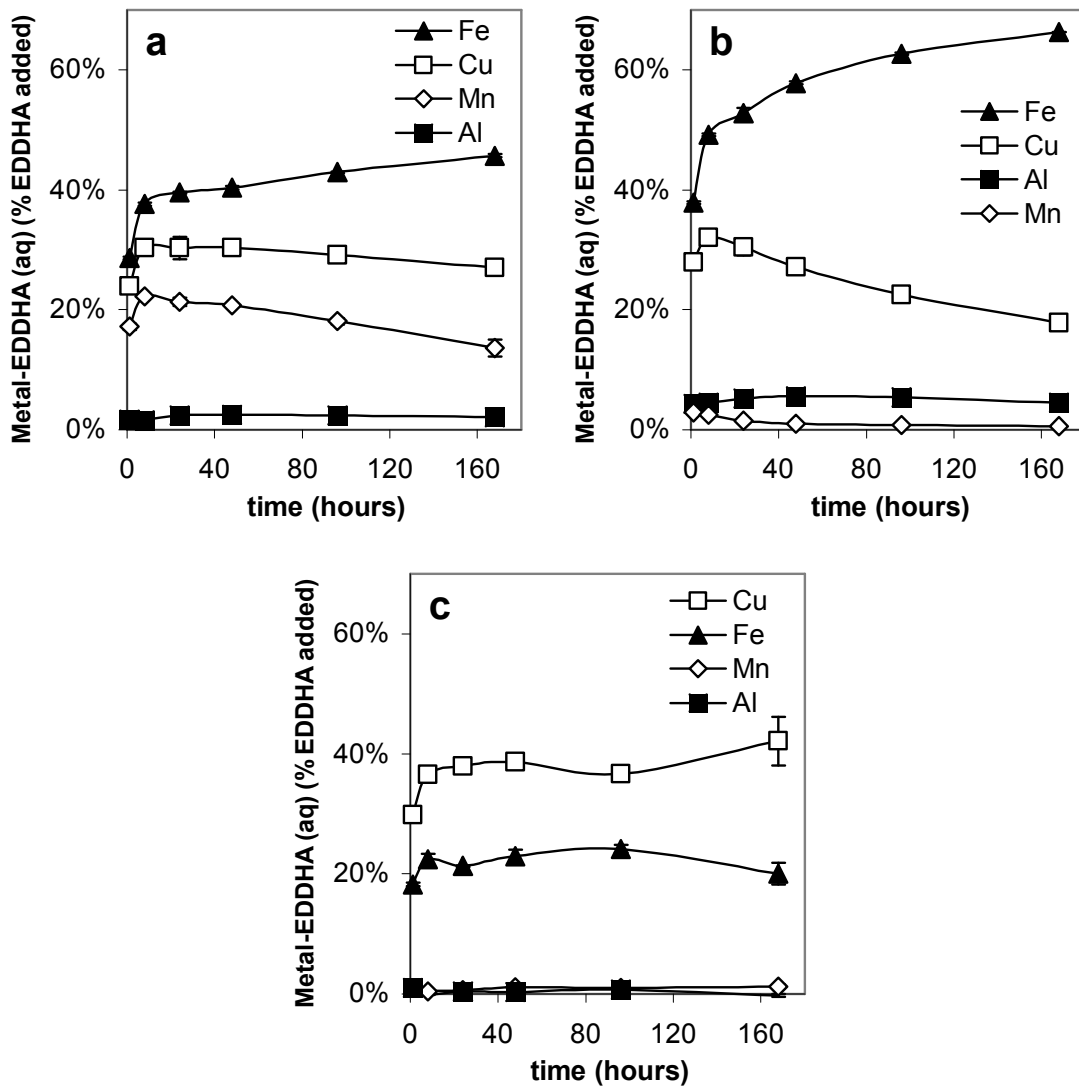 a
Fe
Cu
Mn
Al
60%
40%
20%
0%
0 40 80 120 160
time (hours)
Metal-EDDHA (aq) (% EDDHA added)
b
Fe
Cu
Al
Mn
60%
40%
20%
0%
0 40 80 120 160
time (hours)
Metal-EDDHA (aq) (% EDDHA added)
c
Cu
Fe
Mn
Al
60%
40%
20%
0%
0 40 80 120 160
time (hours)
Metal-EDDHA (aq) (% EDDHA added)